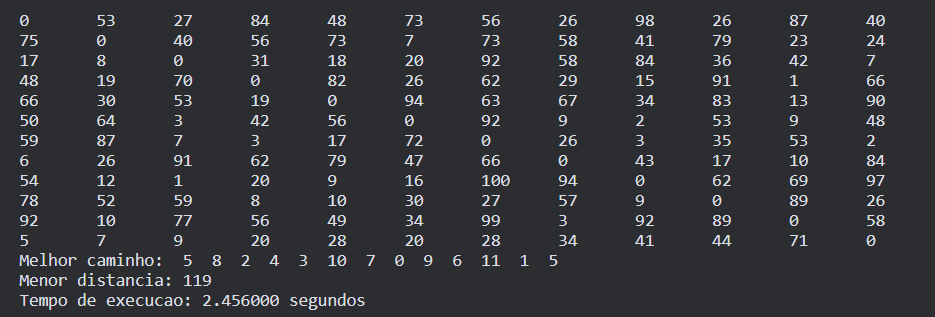 0 53 27 84 48 73 56 26 98 26 87 40
75 0 40 56 73 7 73 58 41 79 23 24
17 8 0 31 18 20 92 58 84 36 42 7
48 19 70 0 82 26 62 29 15 91 1 66
66 30 53 19 0 94 63 67 34 83 13 90
50 64 3 42 56 0 92 9 2 53 9 48
59 87 7 3 17 72 0 26 3 35 53 2
6 26 91 62 79 47 66 0 43 17 10 84
54 12 1 20 9 16 100 94 0 62 69 97
78 52 59 8 10 30 27 57 9 0 89 26
92 10 77 56 49 34 99 3 92 89 0 58
5 7 9 20 28 20 28 34 41 44 71 0
Melhor caminho: 5 8 2 4 3 10 7 0 9 6 11 1 5
Menor distancia: 119
Tempo de execucao: 2.456000 segundos